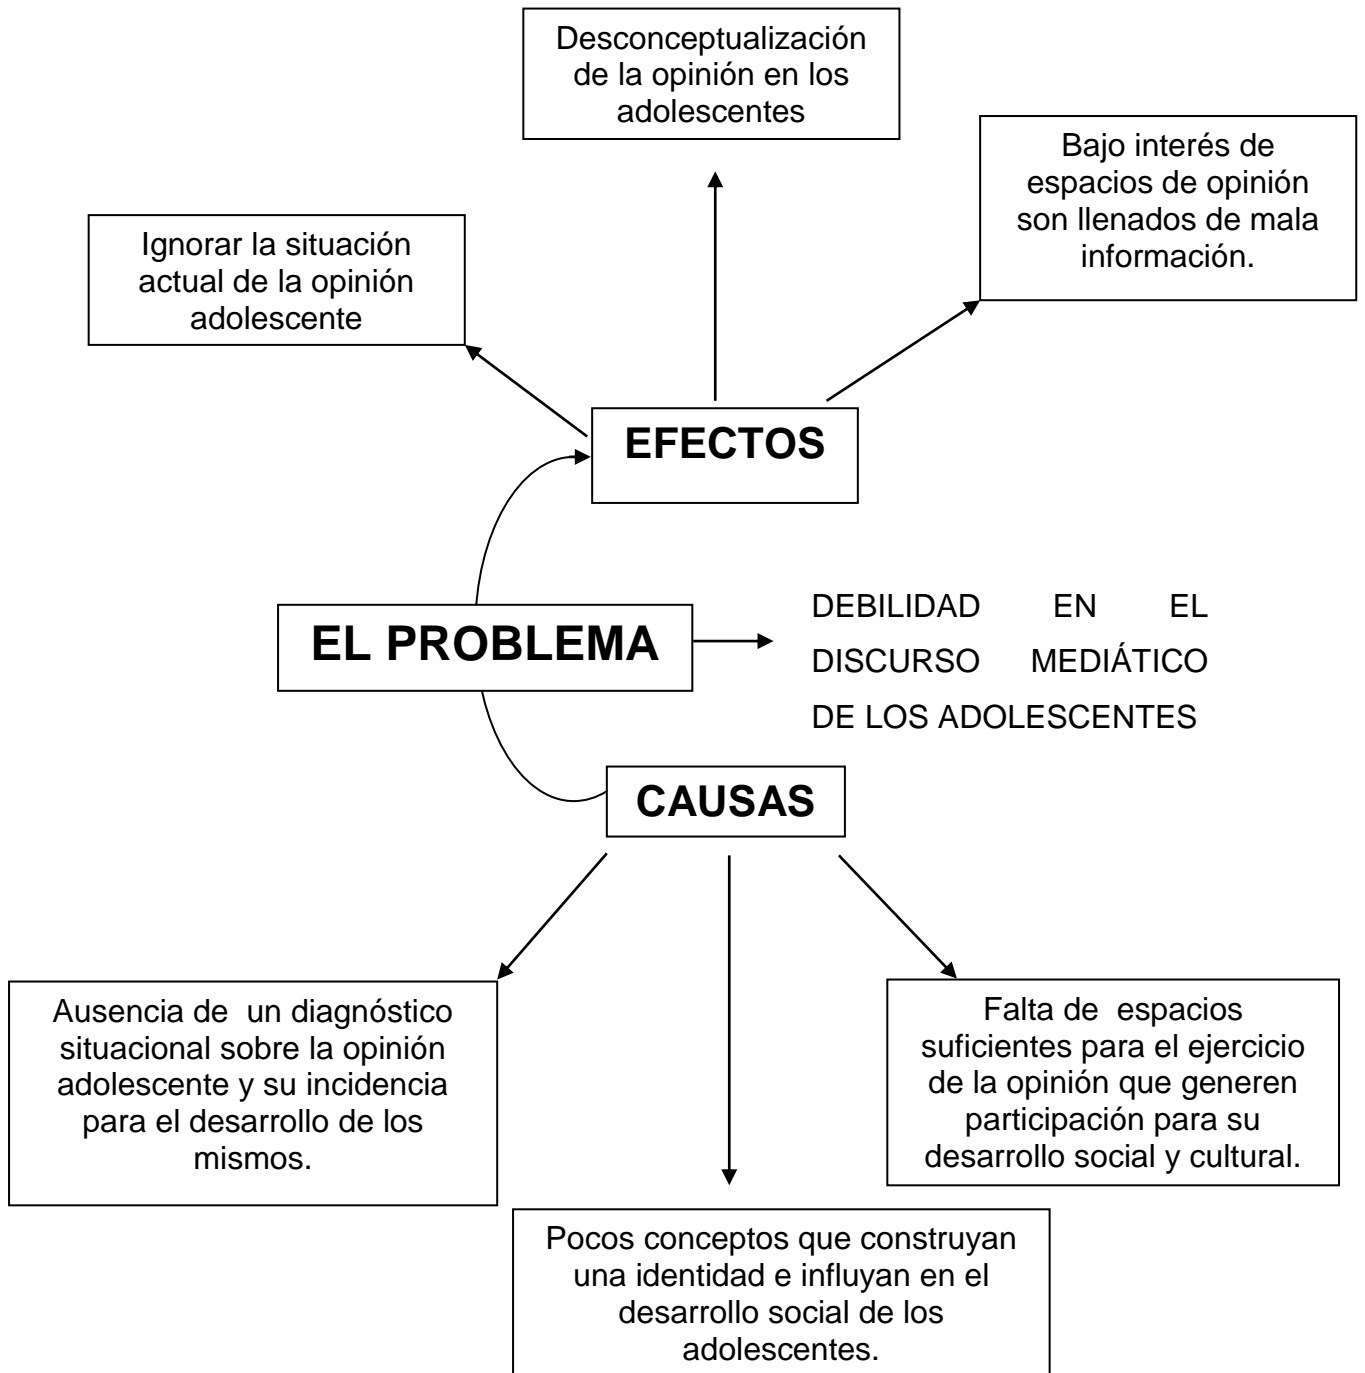 Desconceptualización
de la opinión en los
adolescentes
Bajo interés de
espacios de opinión
son llenados de mala
información.
Ignorar la situación
actual de la opinión
adolescente
EFECTOS
EL PROBLEMA
DEBILIDAD EN EL
DISCURSO MEDIÁTICO
DE LOS ADOLESCENTES
CAUSAS
Ausencia de un diagnóstico
situacional sobre la opinión
adolescente y su incidencia
para el desarrollo de los
mismos.
Falta de espacios
suficientes para el ejercicio
de la opinión que generen
participación para su
desarrollo social y cultural.
Pocos conceptos que construyan
una identidad e influyan en el
desarrollo social de los
adolescentes.